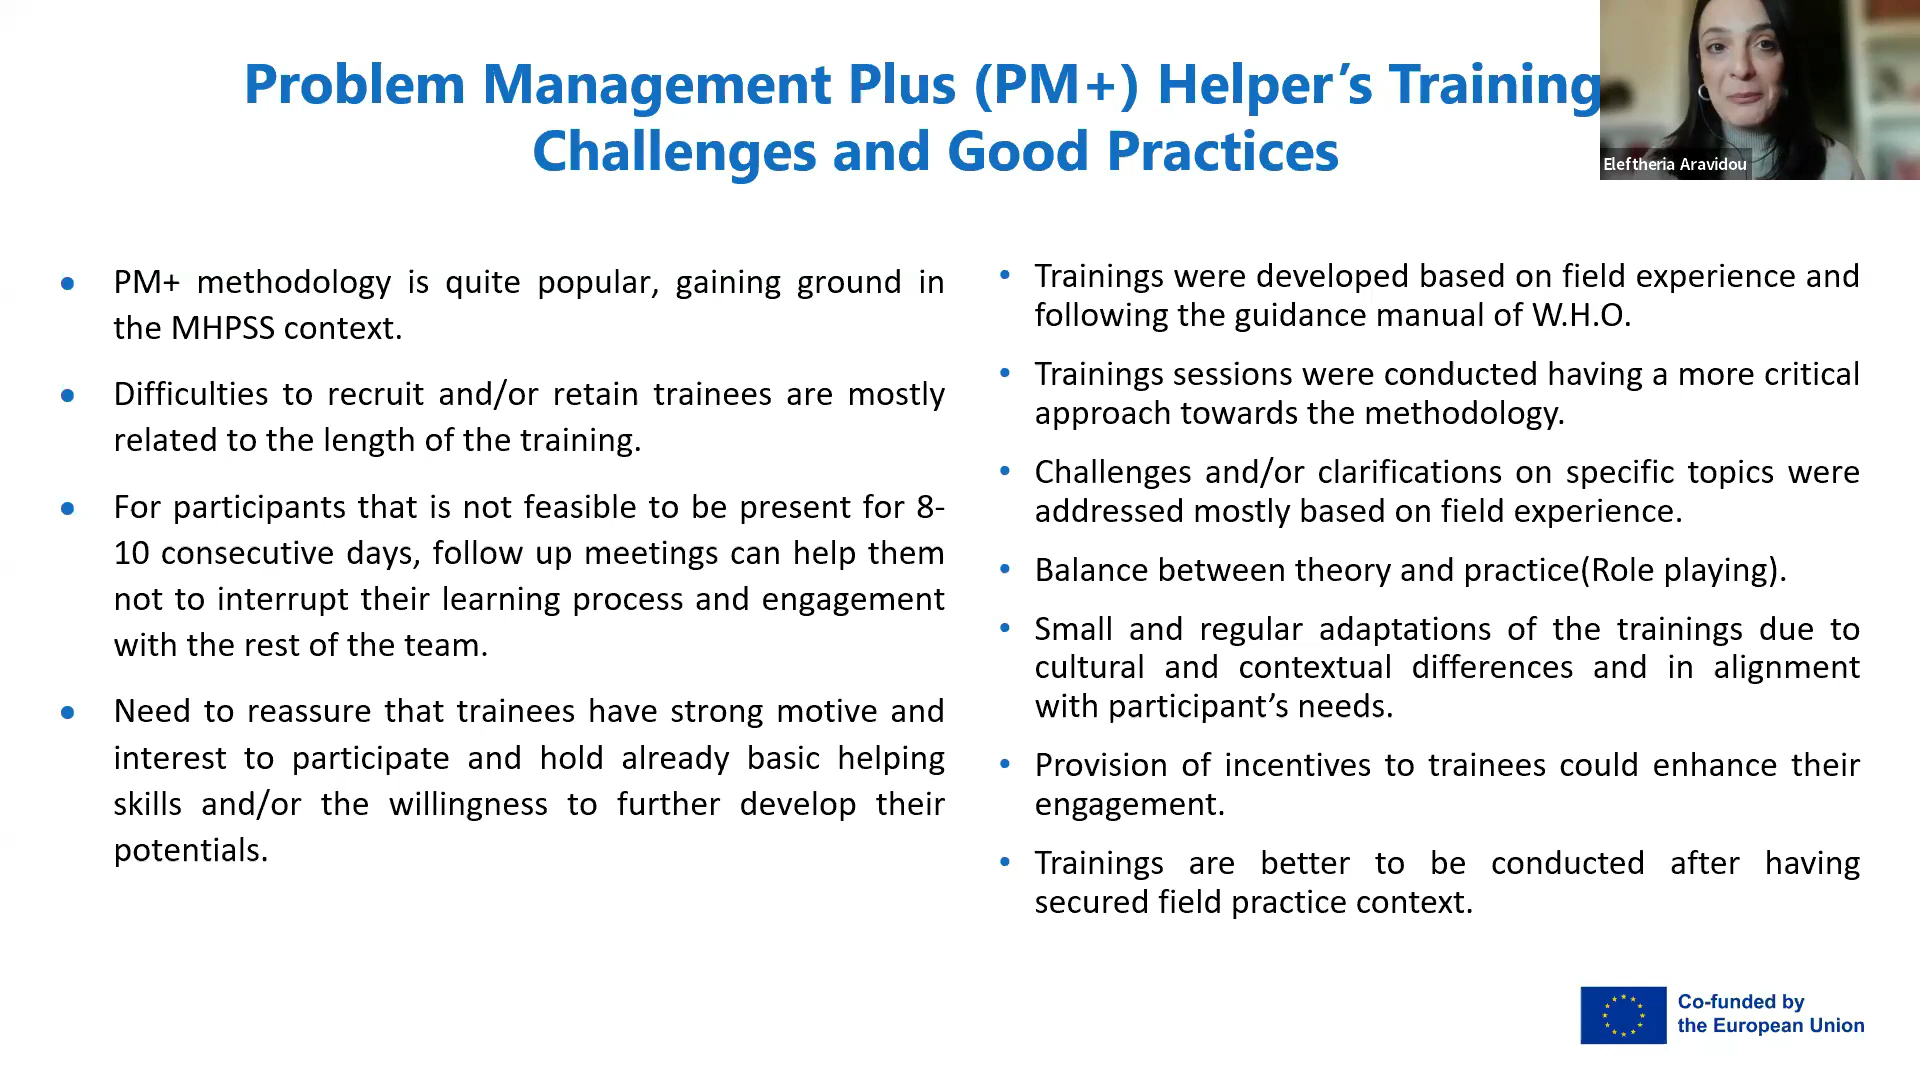 Problem Management Plus (PM+) Helper’s Training
Challenges and Good Practices
Eleftheria Aravidou
• PM+ methodology is quite popular, gaining ground in
the MHPSS context.
• Difficulties to recruit and/or retain trainees are mostly
related to the length of the training.
• For participants that is not feasible to be present for 8-
10 consecutive days, follow up meetings can help them
not to interrupt their learning process and engagement
with the rest of the team.
• Need to reassure that trainees have strong motive and
interest to participate and hold already basic helping
skills and/or the willingness to further develop their
potentials.
• Trainings were developed based on field experience and
following the guidance manual of W.H.O.
• Trainings sessions were conducted having a more critical
approach towards the methodology.
• Challenges and/or clarifications on specific topics were
addressed mostly based on field experience.
• Balance between theory and practice(Role playing).
• Small and regular adaptations of the trainings due to
cultural and contextual differences and in alignment
with participant’s needs.
• Provision of incentives to trainees could enhance their
engagement.
• Trainings are better to be conducted after having
secured field practice context.
Co-funded by
the European Union